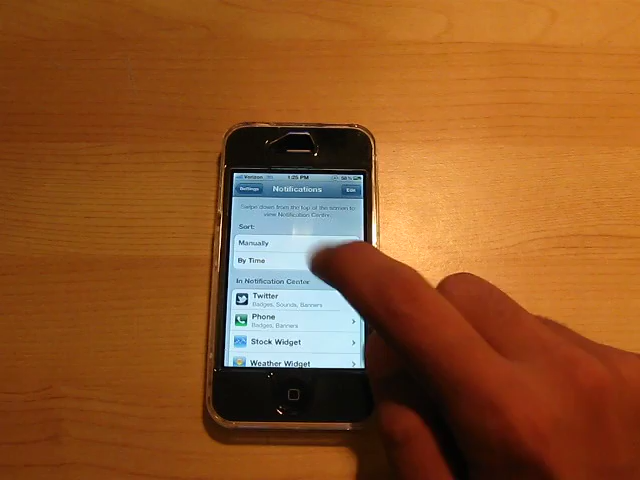 Verizon 1:25 PM
Settings Notifications Edit
Swipe down from the top of the screen to
view Notification Center.
Sort:
Manually
By Time
In Notification Center
Twitter
Badges, Sounds, Banners
Phone
Badges, Banners
Stock Widget
Weather Widget